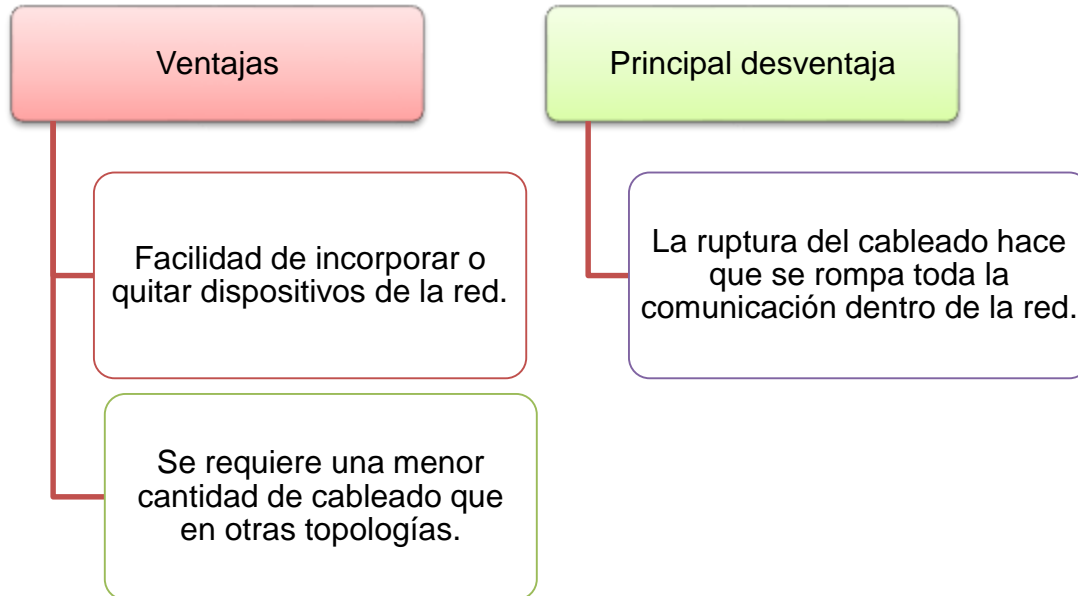 Ventajas
Facilidad de incorporar o
quitar dispositivos de la red.
Se requiere una menor
cantidad de cableado que
en otras topologías.
Principal desventaja
La ruptura del cableado hace
que se rompa toda la
comunicación dentro de la red.